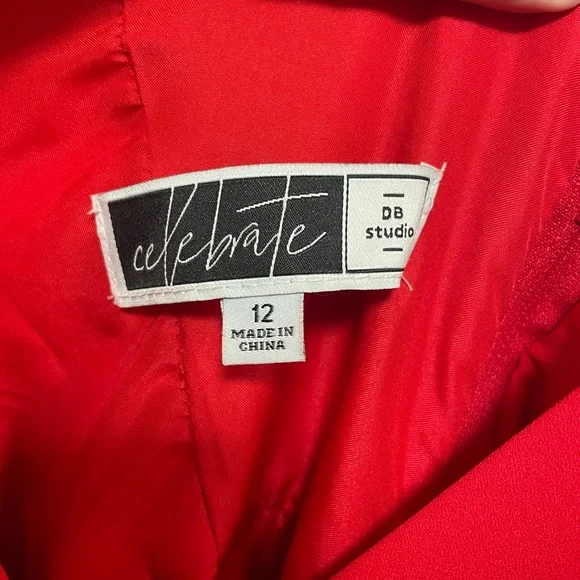 celebrate
DB
studio
12
MADE IN
CHINA